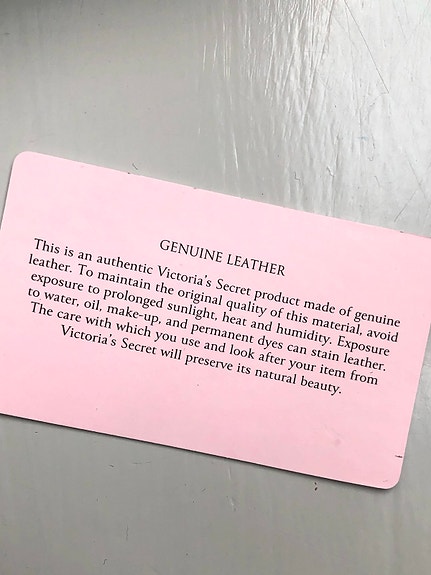 GENUINE LEATHER
This is an authentic Victoria's Secret product made of genuine
leather. To maintain the original quality of this material, avoid
exposure to prolonged sunlight, heat and humidity. Exposure
to water, oil, make-up, and permanent dyes can stain leather.
The care with which you use and look after your item from
Victoria's Secret will preserve its natural beauty.